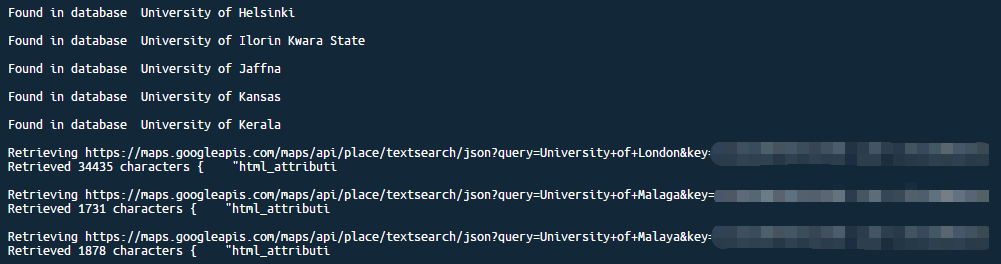 Found in database  University of Helsinki
Found in database  University of Ilorin Kwara State
Found in database  University of Jaffna
Found in database  University of Kansas
Found in database  University of Kerala
Retrieving https://maps.googleapis.com/maps/api/place/textsearch/json?query=University+of+London&key=
Retrieved 34435 characters {    "html_attributi
Retrieving https://maps.googleapis.com/maps/api/place/textsearch/json?query=University+of+Malaga&key=
Retrieved 1731 characters {    "html_attributi
Retrieving https://maps.googleapis.com/maps/api/place/textsearch/json?query=University+of+Malaya&key=
Retrieved 1878 characters {    "html_attributi